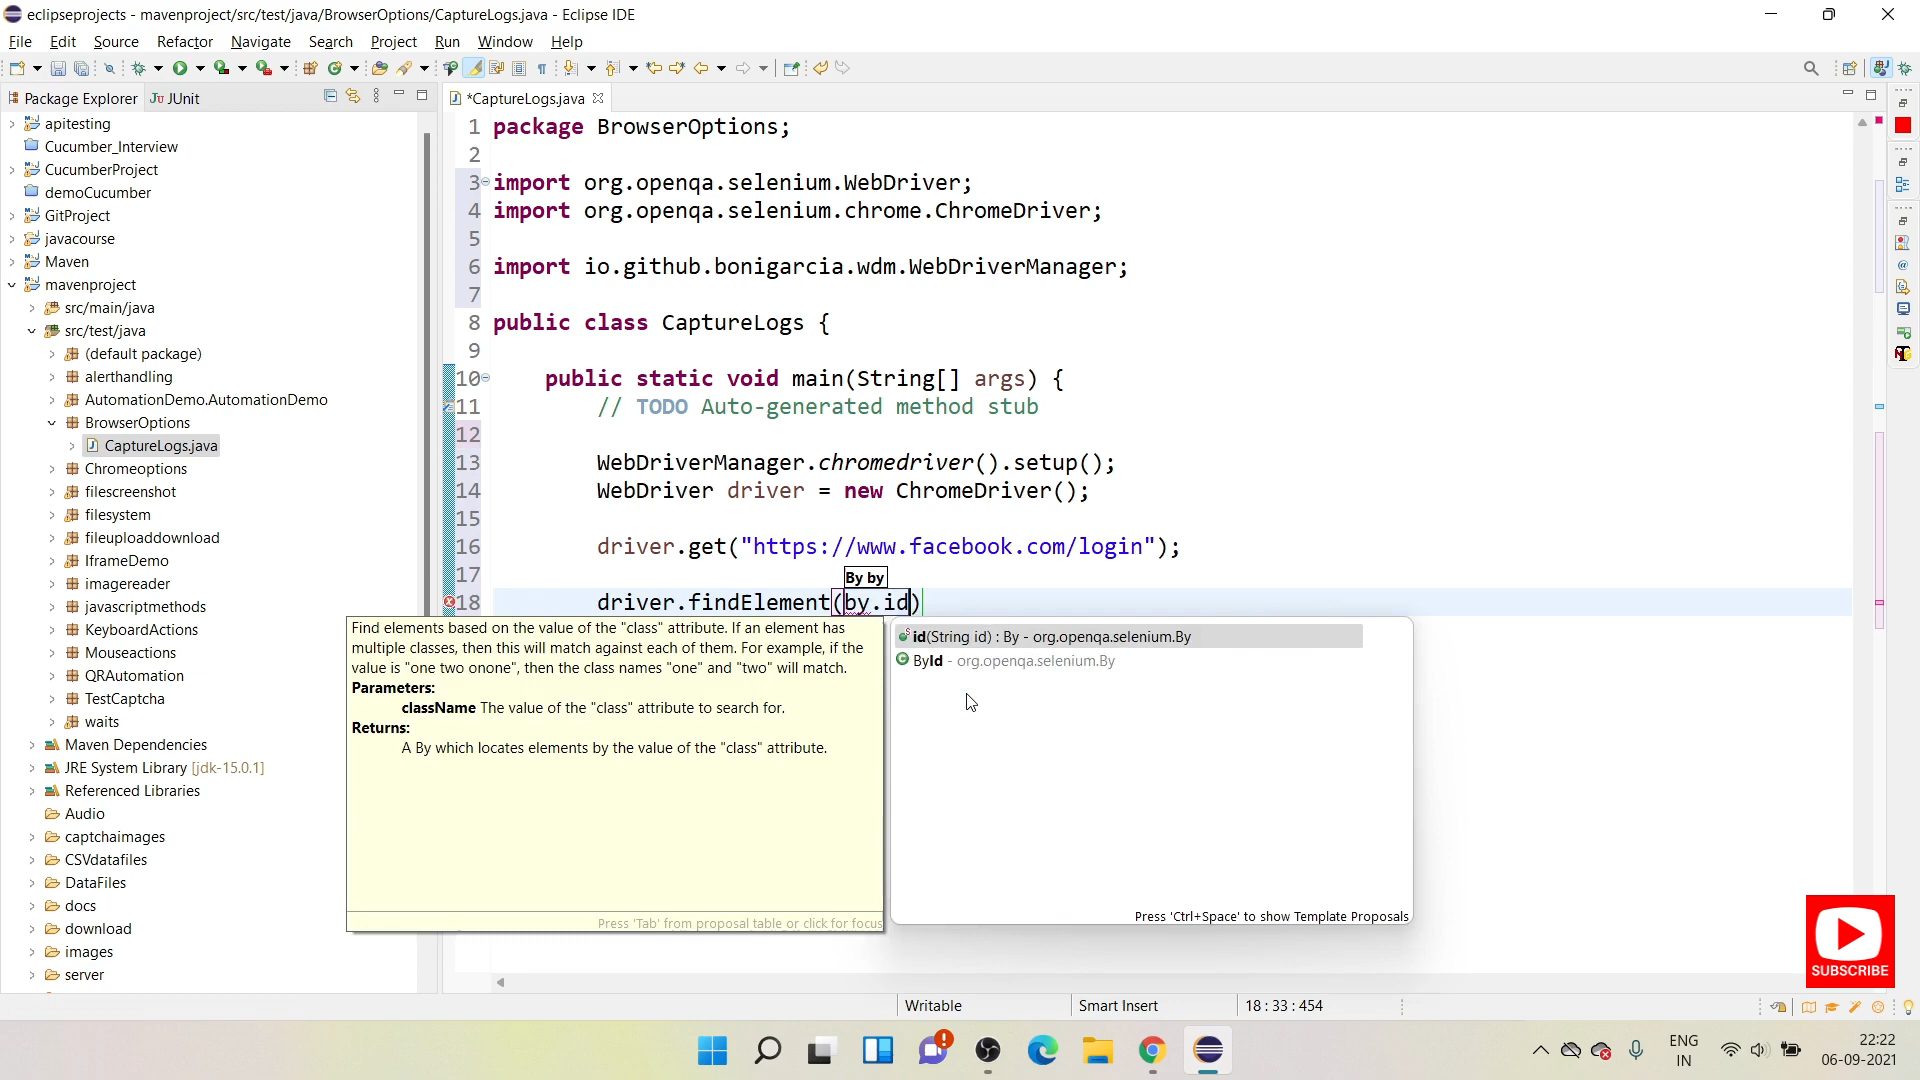 eclipseprojects - mavenproject/src/test/java/BrowserOptions/CaptureLogs.java - Eclipse IDE
File Edit Source Refactor Navigate Search Project Run Window Help
Package Explorer
JUnit
*CaptureLogs.java
apitesting
Cucumber_Interview
CucumberProject
demoCucumber
GitProject
javacourse
Maven
mavenproject
src/main/java
src/test/java
(default package)
alerthandling
AutomationDemo.AutomationDemo
BrowserOptions
CaptureLogs.java
Chromeoptions
filescreenshot
filesystem
fileuploaddownload
IframeDemo
imagereader
javascriptmethods
KeyboardActions
Mouseactions
QRAutomation
TestCaptcha
waits
Maven Dependencies
JRE System Library [jdk-15.0.1]
Referenced Libraries
Audio
captchaimages
CSVdatafiles
DataFiles
docs
download
images
server
1 package BrowserOptions;
2
3 import org.openqa.selenium.WebDriver;
4 import org.openqa.selenium.chrome.ChromeDriver;
5
6 import io.github.bonigarcia.wdm.WebDriverManager;
7
8 public class CaptureLogs {
9
10 public static void main(String[] args) {
11 // TODO Auto-generated method stub
12
13 WebDriverManager.chromedriver().setup();
14 WebDriver driver = new ChromeDriver();
15
16 driver.get("https://www.facebook.com/login");
17
By by
18 driver.findElement(by.id)
Find elements based on the value of the "class" attribute. If an element has
multiple classes, then this will match against each of them. For example, if the
value is "one two onone", then the class names "one" and "two" will match.
Parameters:
className The value of the "class" attribute to search for.
Returns:
A By which locates elements by the value of the "class" attribute.
Press 'Tab' from proposal table or click for focus
id(String id) : By - org.openqa.selenium.By
ById - org.openqa.selenium.By
Press 'Ctrl+Space' to show Template Proposals
SUBSCRIBE
Writable
Smart Insert
18 : 33 : 454
ENG
IN
22:22
06-09-2021